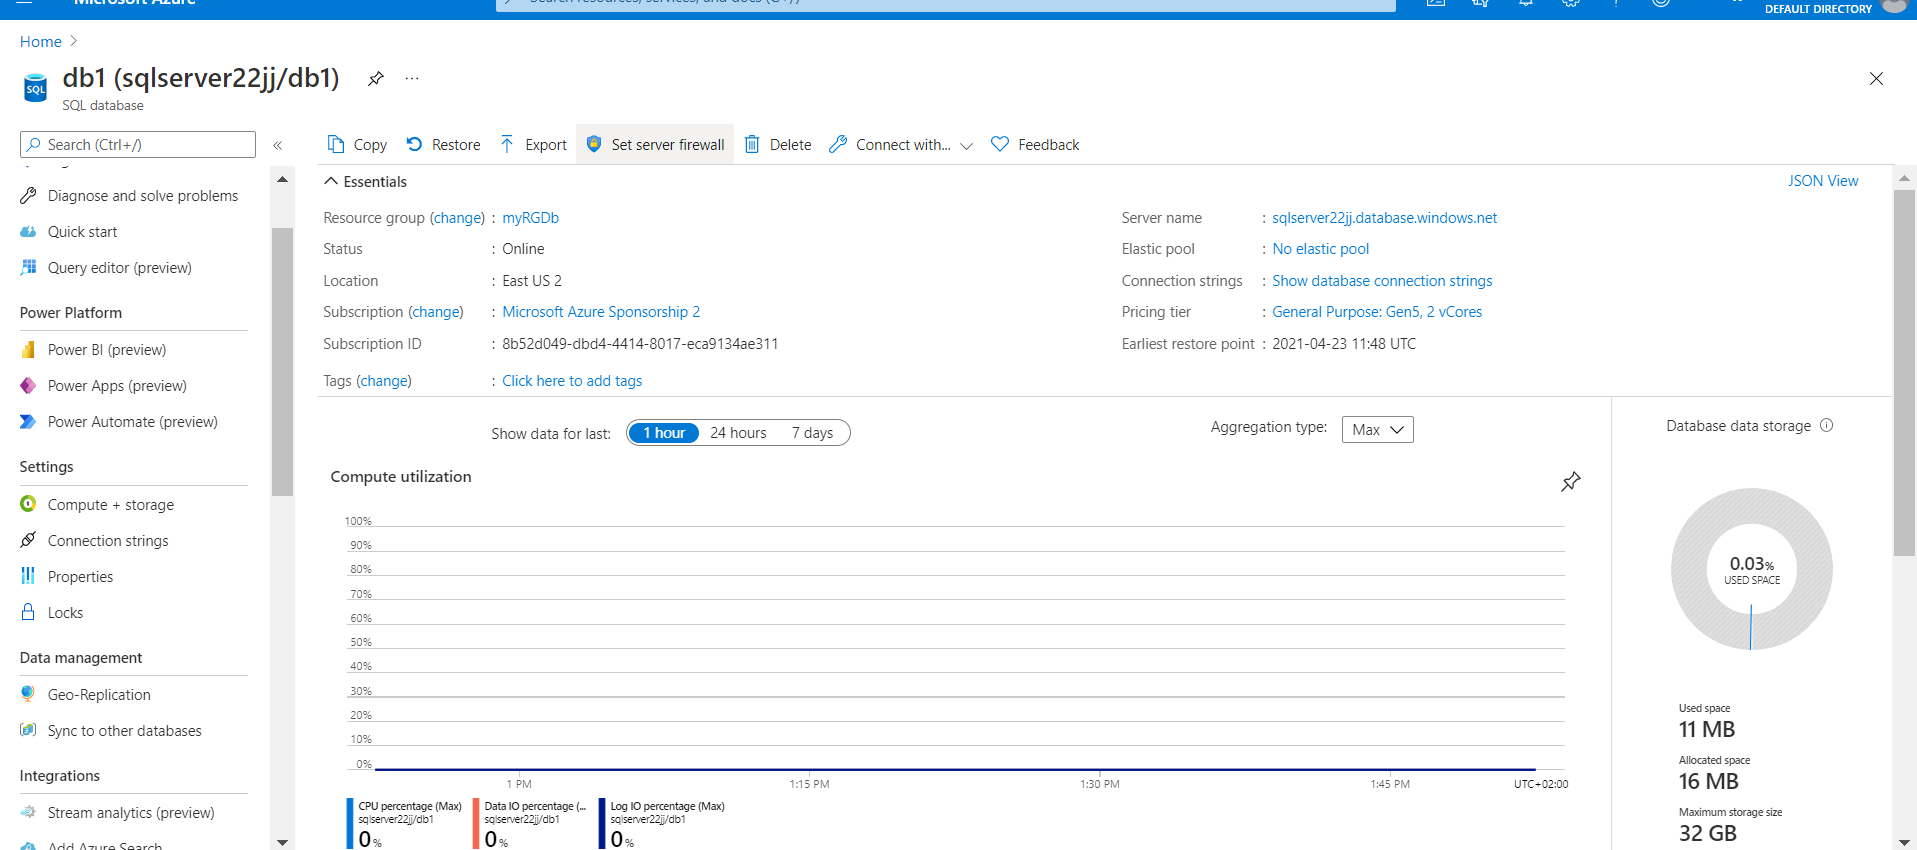 Microsoft Azure
Search resources, services, and docs (G+/)
DEFAULT DIRECTORY
Home
db1 (sqlserver22jj/db1)
SQL
SQL database
Search (Ctrl+/)
Copy
Restore
Export
Set server firewall
Delete
Connect with...
Feedback
Diagnose and solve problems
Quick start
Query editor (preview)
Power Platform
Power BI (preview)
Power Apps (preview)
Power Automate (preview)
Settings
Compute + storage
Connection strings
Properties
Locks
Data management
Geo-Replication
Sync to other databases
Integrations
Stream analytics (preview)
Add Azure Search
Essentials
JSON View
Resource group (change) : myRGDb
Status : Online
Location : East US 2
Subscription (change) : Microsoft Azure Sponsorship 2
Subscription ID : 8b52d049-dbd4-4414-8017-eca9134ae311
Tags (change) : Click here to add tags
Server name : sqlserver22jj.database.windows.net
Elastic pool : No elastic pool
Connection strings : Show database connection strings
Pricing tier : General Purpose: Gen5, 2 vCores
Earliest restore point : 2021-04-23 11:48 UTC
Show data for last: 1 hour 24 hours 7 days
Aggregation type: Max
Compute utilization
100%
90%
80%
70%
60%
50%
40%
30%
20%
10%
0%
1 PM 1:15 PM 1:30 PM 1:45 PM UTC+02:00
CPU percentage (Max)
sqlserver22jj/db1
0 %
Data IO percentage (...
sqlserver22jj/db1
0 %
Log IO percentage (Max)
sqlserver22jj/db1
0 %
Database data storage
0.03%
USED SPACE
Used space
11 MB
Allocated space
16 MB
Maximum storage size
32 GB